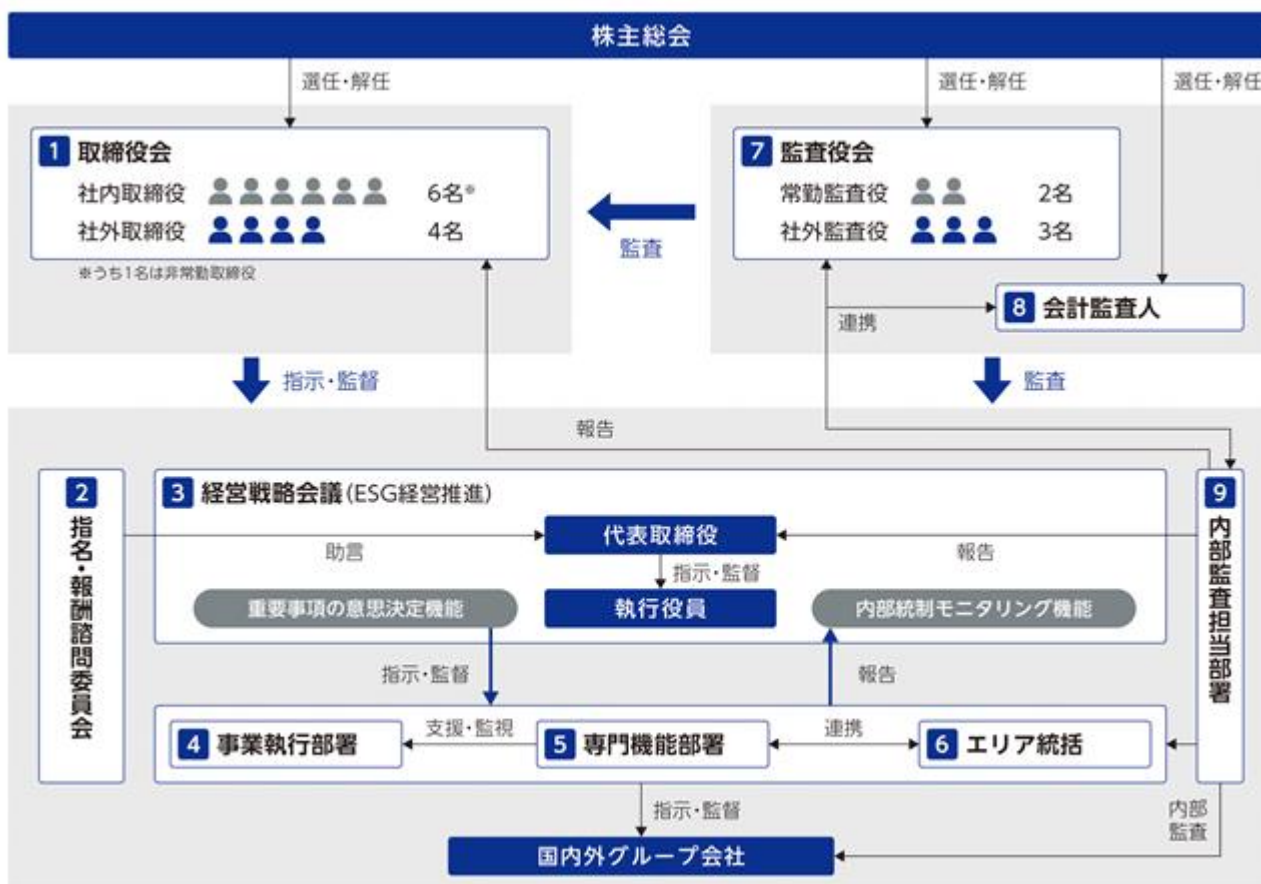 株主総会
選任・解任
選任・解任
選任・解任
1 取締役会
社内取締役 6名※
社外取締役 4名
※うち1名は非常勤取締役
監査
7 監査役会
常勤監査役 2名
社外監査役 3名
連携
8 会計監査人
指示・監督
監査
報告
2 指名・報酬諮問委員会
3 経営戦略会議(ESG経営推進)
代表取締役
助言
報告
指示・監督
重要事項の意思決定機能
執行役員
内部統制モニタリング機能
9 内部監査担当部署
指示・監督
報告
4 事業執行部署
支援・監視
5 専門機能部署
連携
6 エリア統括
指示・監督
内部
監査
国内外グループ会社